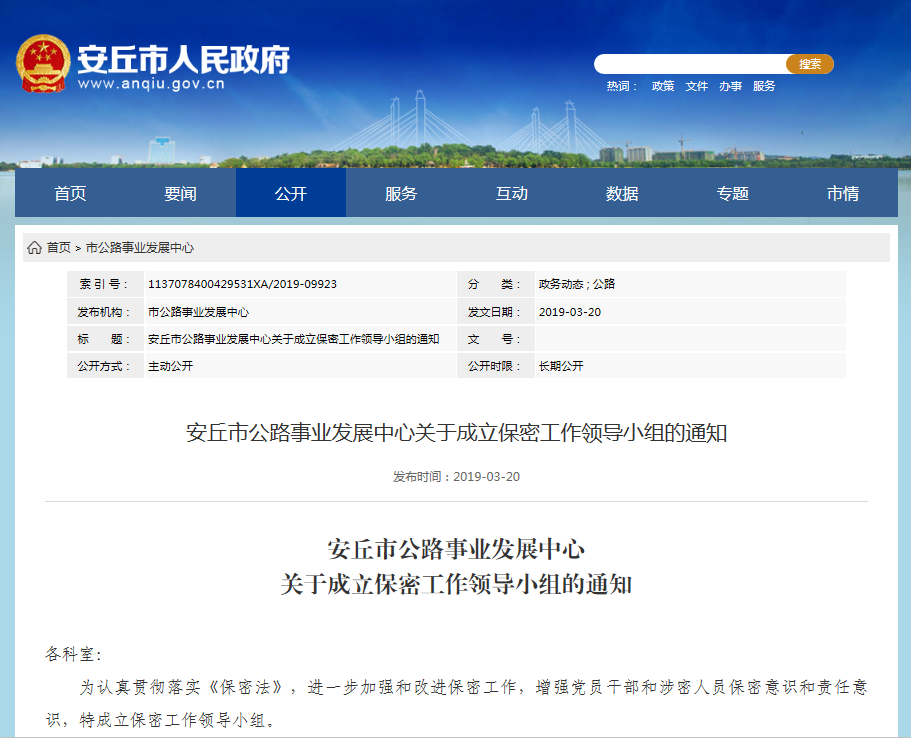 安丘市人民政府
www.anqiu.gov.cn
搜索
热词： 政策 文件 办事 服务
首页 要闻 公开 服务 互动 数据 专题 市情
首页 > 市公路事业发展中心
索 引 号： 1137078400429531XA/2019-09923 分 类： 政务动态 ; 公路
发布机构： 市公路事业发展中心 发文日期： 2019-03-20
标 题： 安丘市公路事业发展中心关于成立保密工作领导小组的通知 文 号：
公开方式： 主动公开 公开时限： 长期公开
安丘市公路事业发展中心关于成立保密工作领导小组的通知
发布时间：2019-03-20
安丘市公路事业发展中心
关于成立保密工作领导小组的通知
各科室：
为认真贯彻落实《保密法》，进一步加强和改进保密工作，增强党员干部和涉密人员保密意识和责任意
识，特成立保密工作领导小组。